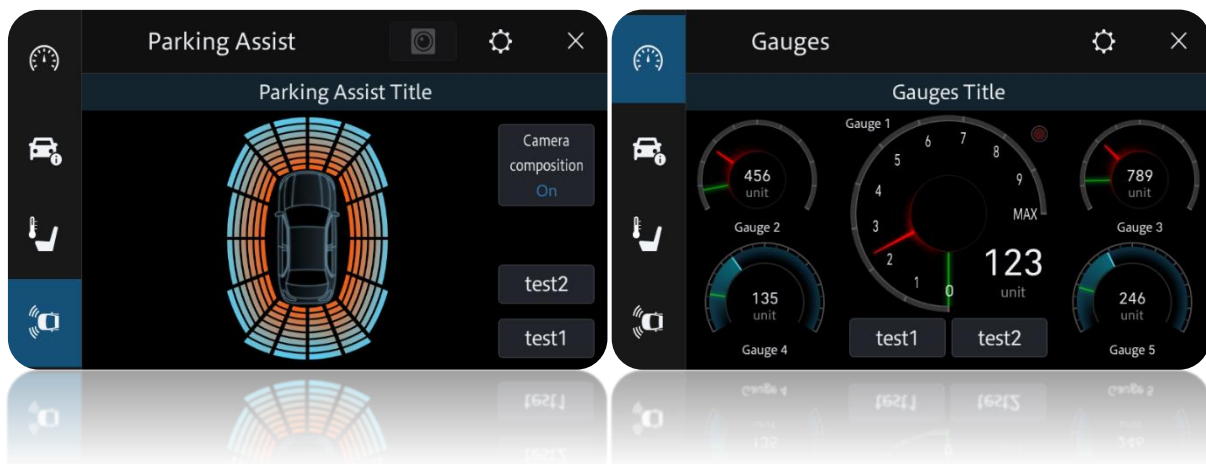 Parking Assist
Parking Assist Title
Camera
composition
On
test2
test1
Gauges
Gauges Title
Gauge 1
0
1
2
3
4
5
6
7
8
9
MAX
123
unit
456
unit
Gauge 2
789
unit
Gauge 3
135
unit
Gauge 4
246
unit
Gauge 5
test1
test2